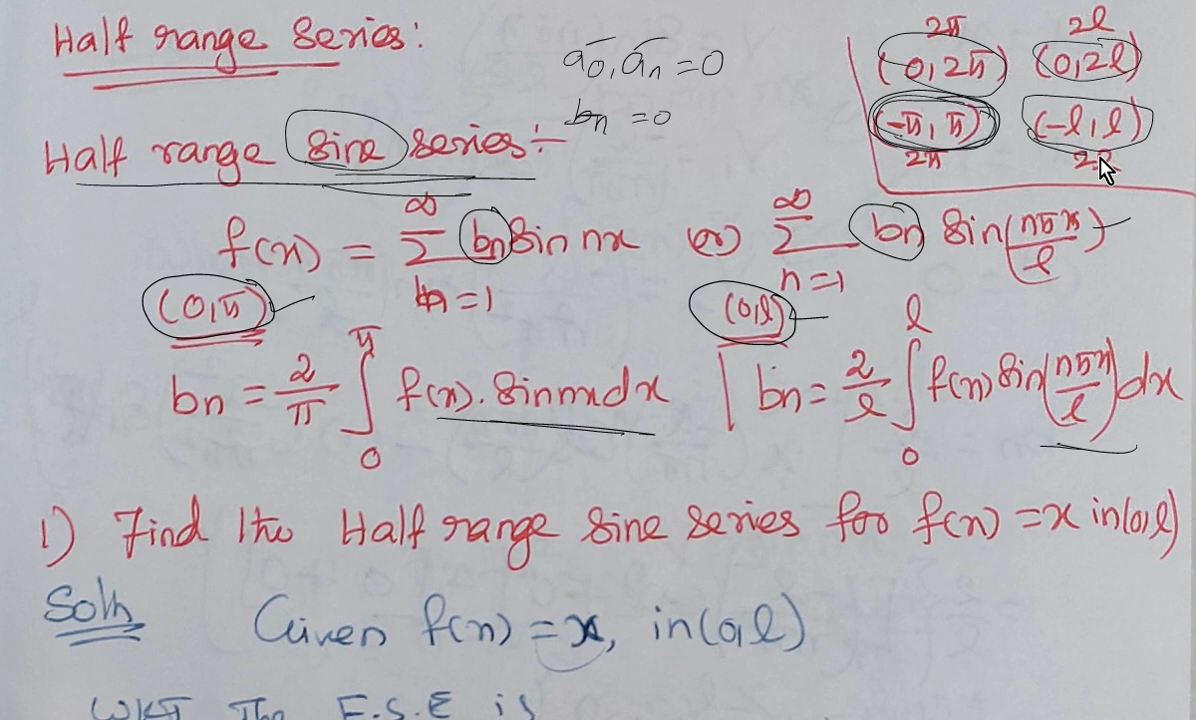 Half range Series:
a₀, aₙ = 0
bₙ = 0
2π 2l
(0, 2π) (0, 2l)
(-π, π) (-l, l)
2π 2l
Half range Sine Series:-
f(x) = ∞ Σ n=1 bn Sin nx (or) ∞ Σ n=1 bn Sin(nπx/l)
(0, π) (0, l)
bn = 2/π ∫₀^π f(x). Sin nx dx | bn = 2/l ∫₀^l f(x) Sin(nπx/l) dx
1) Find the Half range Sine Series for f(x) = x in (0, l)
Soln Given f(x) = x, in (0, l)
WKT The F.S.E is